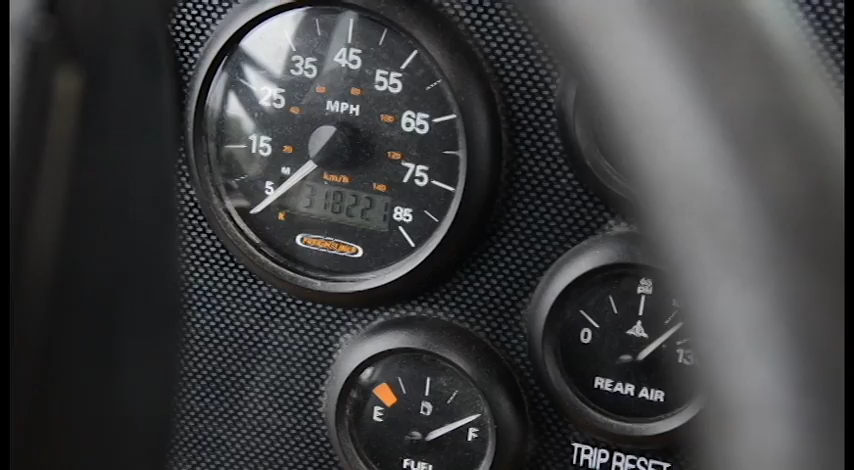 45
35
55
25
MPH
65
15
75
km/h
5
318221
85
FREIGHTLINER
0
REAR AIR
E
F
FUEL
TRIP RESET